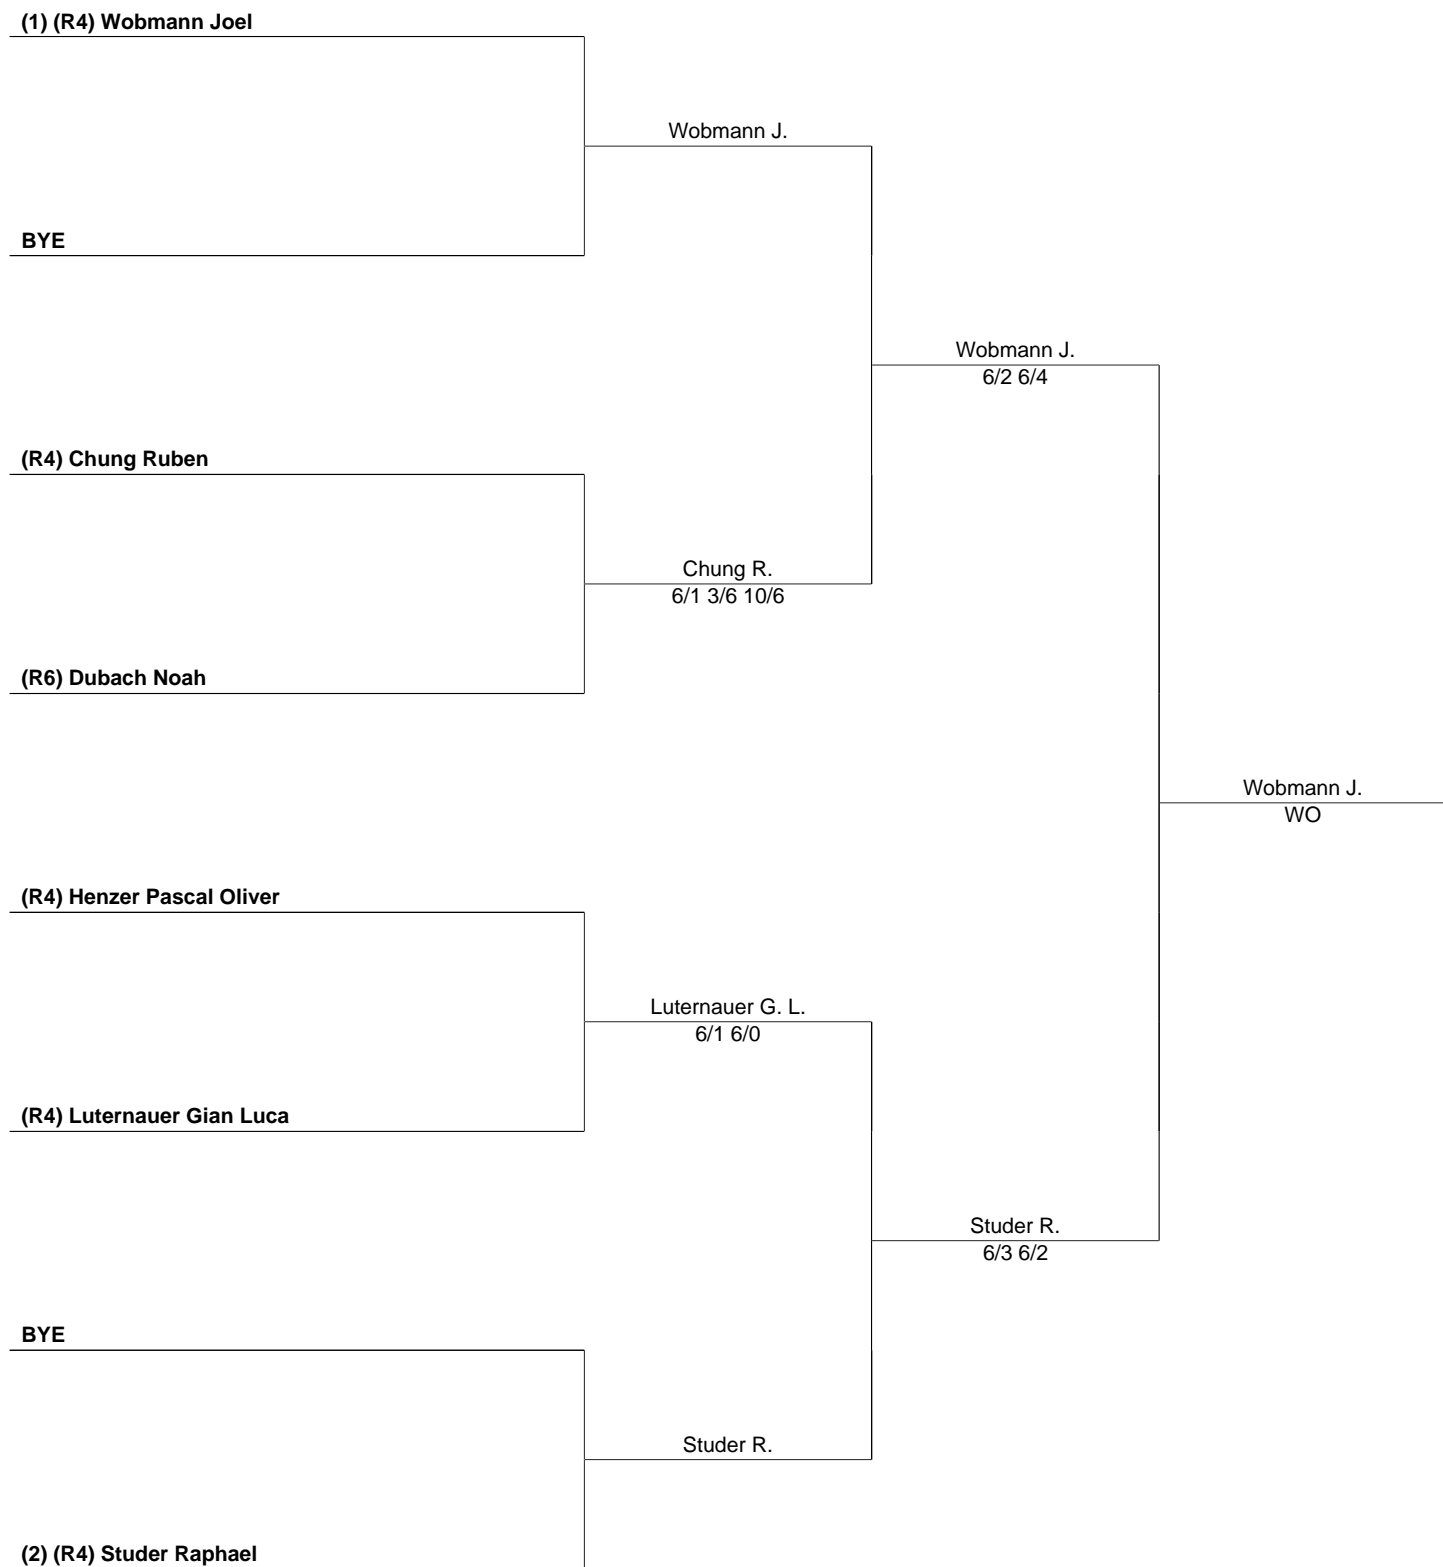 (1) (R4) Wobmann Joel
Wobmann J.
BYE
Wobmann J.
6/2 6/4
(R4) Chung Ruben
Chung R.
6/1 3/6 10/6
(R6) Dubach Noah
Wobmann J.
WO
(R4) Henzer Pascal Oliver
Luternauer G. L.
6/1 6/0
(R4) Luternauer Gian Luca
Studer R.
6/3 6/2
BYE
Studer R.
(2) (R4) Studer Raphael